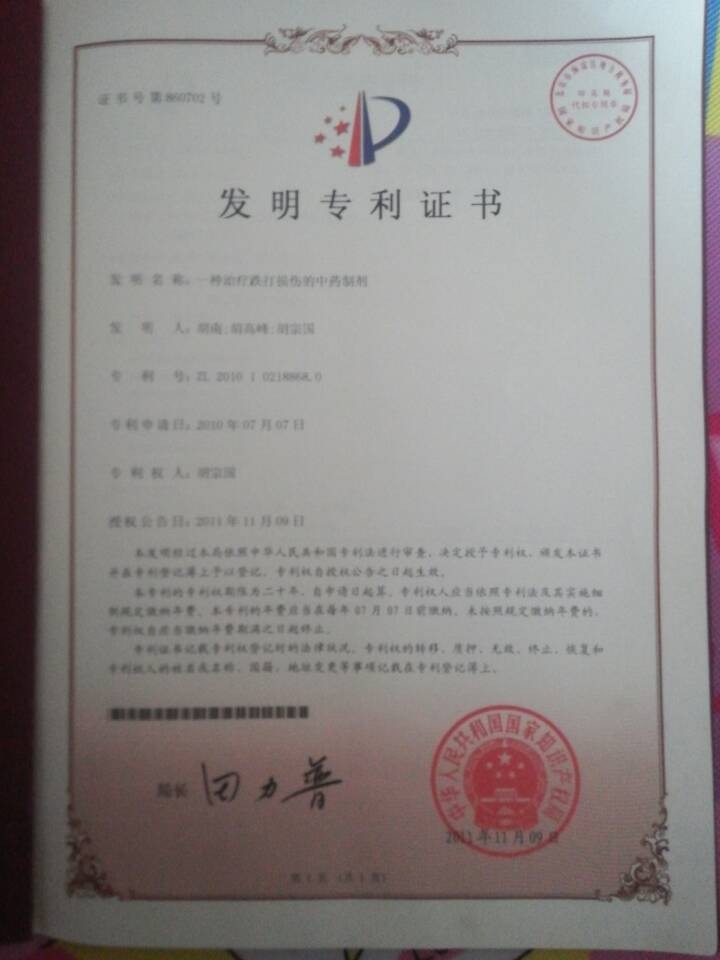 证书号第860702号
印花税
代扣专用章
发明专利证书
发明名称：一种治疗跌打损伤的中药制剂
发明人：胡南;胡高峰;胡宗国
专利号：ZL 2010 1 0218868.0
专利申请日：2010年07月07日
专利权人：胡宗国
授权公告日：2011年11月09日
本发明经过本局依照中华人民共和国专利法进行审查，决定授予专利权，颁发本证书
并在专利登记簿上予以登记。专利权自授权公告之日起生效。
本专利的专利权期限为二十年，自申请日起算。专利权人应当依照专利法及其实施细
则规定缴纳年费。本专利的年费应当在每年07月07日前缴纳。未按照规定缴纳年费的，
专利权自应当缴纳年费期满之日起终止。
专利证书记载专利权登记时的法律状况。专利权的转移、质押、无效、终止、恢复和
专利权人的姓名或名称、国籍、地址变更等事项记载在专利登记簿上。
局长 田力普
中华人民共和国国家知识产权局
2011年11月09日
第1页（共1页）